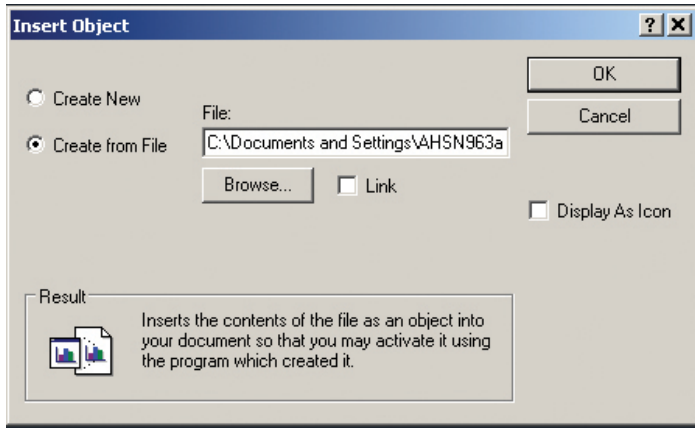 Insert Object
? X
OK
Create New
File:
Cancel
Create from File
C:\Documents and Settings\AHSN963a
Browse...
Link
Display As Icon
Result
Inserts the contents of the file as an object into
your document so that you may activate it using
the program which created it.